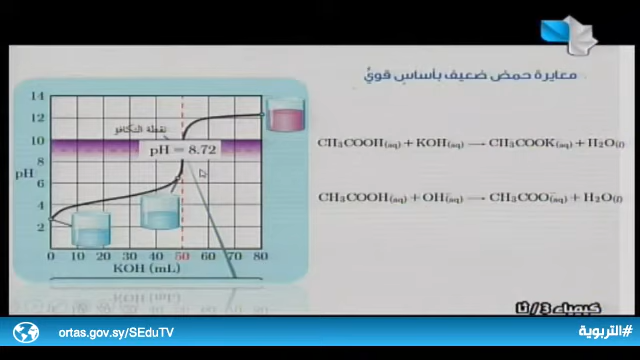 معايرة حمض ضعيف بأساس قويٌّ
14
12
10
8
6
4
2
pH
نقطة التكافؤ
pH = 8.72
0 10 20 30 40 50 60 70 80
KOH (mL)
CH₃COOH(aq) + KOH(aq) → CH₃COOK(aq) + H₂O(l)
CH₃COOH(aq) + OH⁻(aq) → CH₃COO⁻(aq) + H₂O(l)
كيمياء /3 ثا
ortas.gov.sy/SEduTV
#التربوية